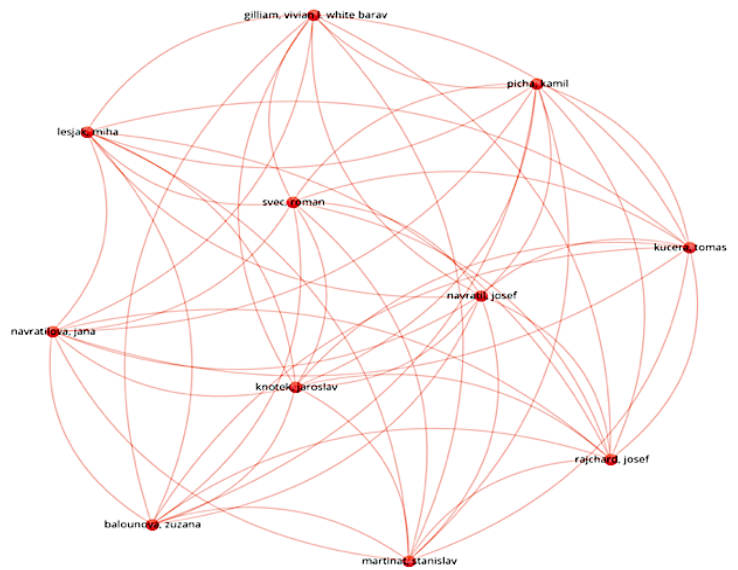 gilliam, vivian l. white barav
picha, kamil
lesjak, miha
svec, roman
kucera, tomas
navratil, josef
navratilova, jana
knotek, jaroslav
rajchard, josef
balounova, zuzana
martinat, stanislav